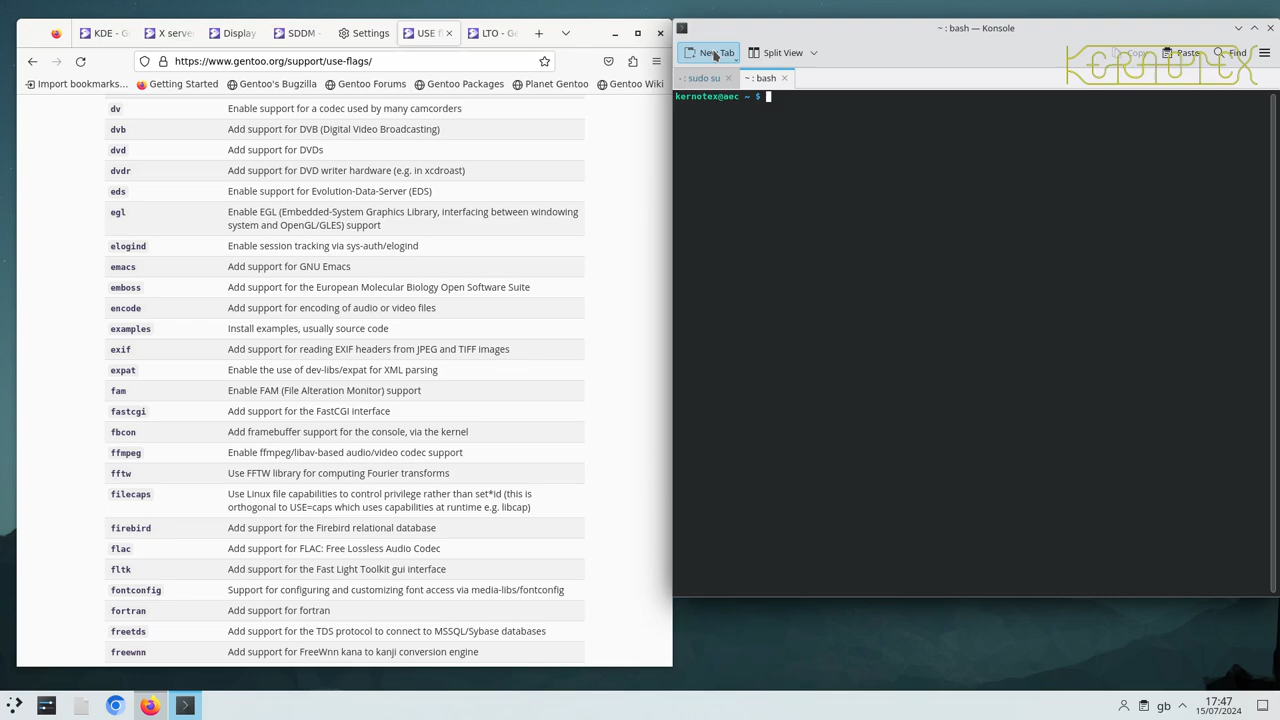 KDE - G
X serve
Display
SDDM -
Settings
USE f
LTO - G
https://www.gentoo.org/support/use-flags/
Import bookmarks…
Getting Started
Gentoo's Bugzilla
Gentoo Forums
Gentoo Packages
Planet Gentoo
Gentoo Wiki
dv Enable support for a codec used by many camcorders
dvb Add support for DVB (Digital Video Broadcasting)
dvd Add support for DVDs
dvdr Add support for DVD writer hardware (e.g. in xcdroast)
eds Enable support for Evolution-Data-Server (EDS)
egl Enable EGL (Embedded-System Graphics Library, interfacing between windowing
system and OpenGL/GLES) support
elogind Enable session tracking via sys-auth/elogind
emacs Add support for GNU Emacs
emboss Add support for the European Molecular Biology Open Software Suite
encode Add support for encoding of audio or video files
examples Install examples, usually source code
exif Add support for reading EXIF headers from JPEG and TIFF images
expat Enable the use of dev-libs/expat for XML parsing
fam Enable FAM (File Alteration Monitor) support
fastcgi Add support for the FastCGI interface
fbcon Add framebuffer support for the console, via the kernel
ffmpeg Enable ffmpeg/libav-based audio/video codec support
fftw Use FFTW library for computing Fourier transforms
filecaps Use Linux file capabilities to control privilege rather than set*id (this is
orthogonal to USE=caps which uses capabilities at runtime e.g. libcap)
firebird Add support for the Firebird relational database
flac Add support for FLAC: Free Lossless Audio Codec
fltk Add support for the Fast Light Toolkit gui interface
fontconfig Support for configuring and customizing font access via media-libs/fontconfig
fortran Add support for fortran
freetds Add support for the TDS protocol to connect to MSSQL/Sybase databases
freewnn Add support for FreeWnn kana to kanji conversion engine
~ : bash — Konsole
New Tab
Split View
Copy
Paste
Find
KERNOTEX
~ : sudo su
~ : bash
kernotex@aec ~ $
gb
17:47
15/07/2024